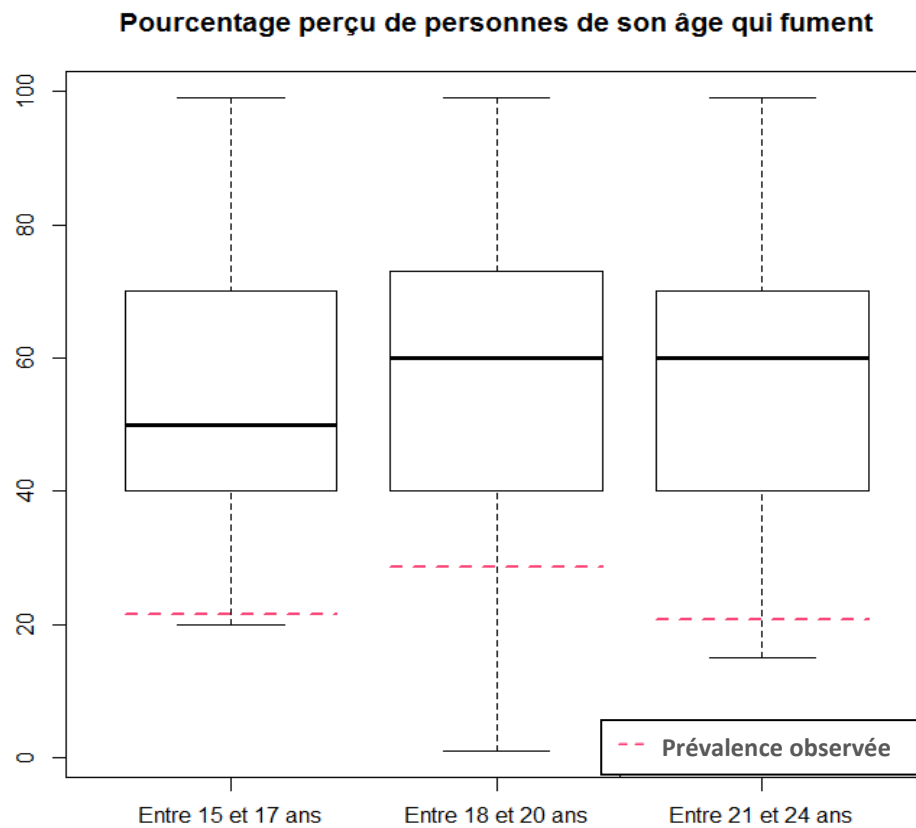 Pourcentage perçu de personnes de son âge qui fument
100
80
60
40
20
0
Prévalence observée
Entre 15 et 17 ans
Entre 18 et 20 ans
Entre 21 et 24 ans